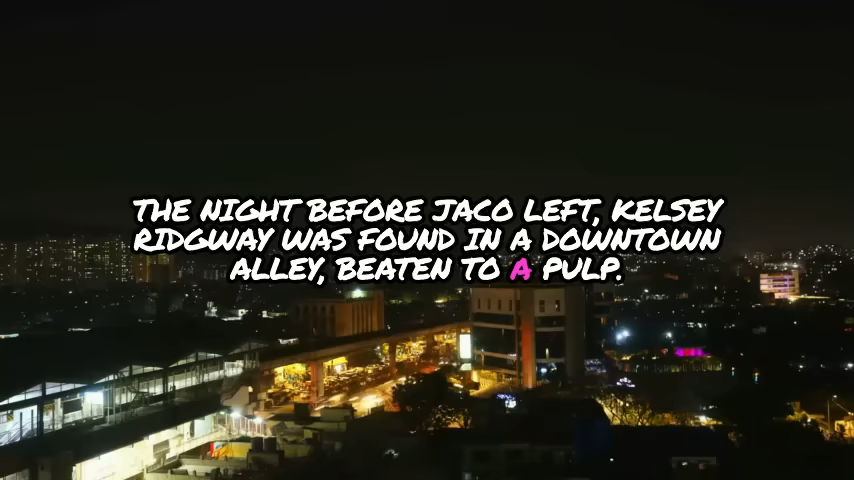 THE NIGHT BEFORE JACO LEFT, KELSEY
RIDGWAY WAS FOUND IN A DOWNTOWN
ALLEY, BEATEN TO A PULP.